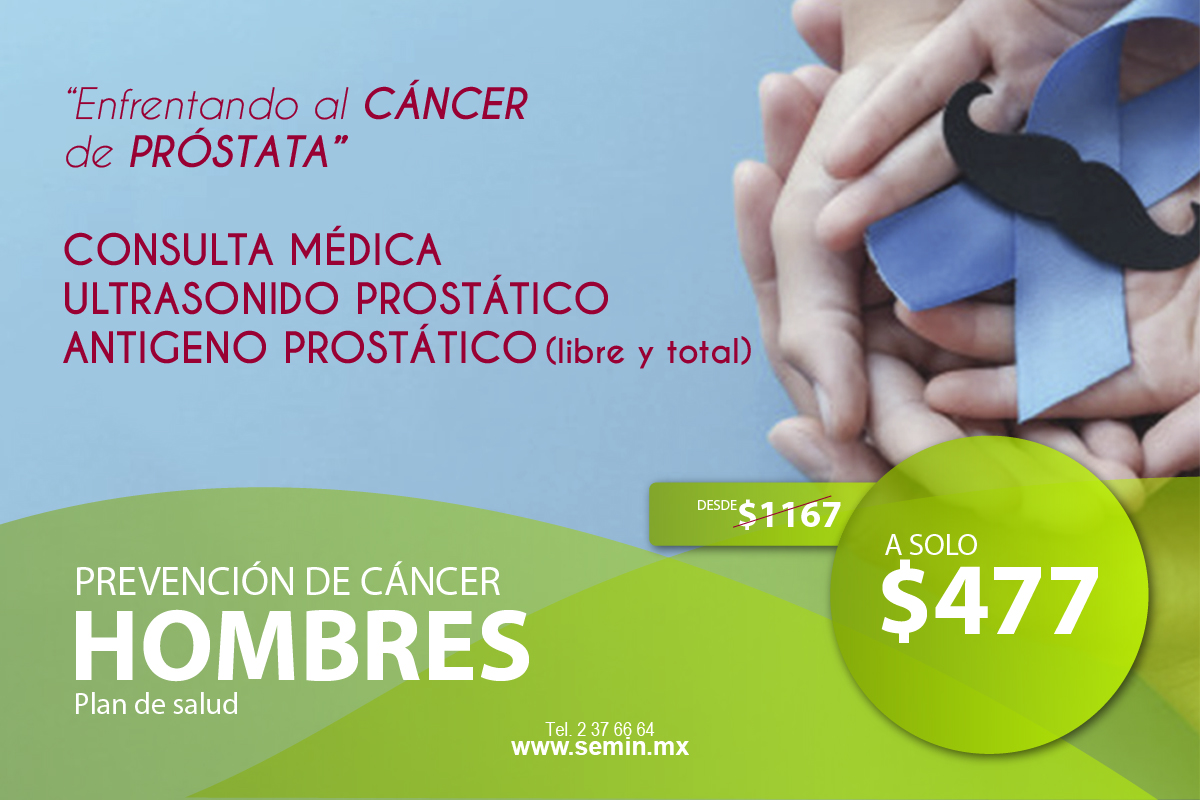 “Enfrentando al CÁNCER
de PRÓSTATA”
CONSULTA MÉDICA
ULTRASONIDO PROSTÁTICO
ANTIGENO PROSTÁTICO (libre y total)
DESDE $1167
A SOLO
$477
PREVENCIÓN DE CÁNCER
HOMBRES
Plan de salud
Tel. 2 37 66 64
www.semin.mx